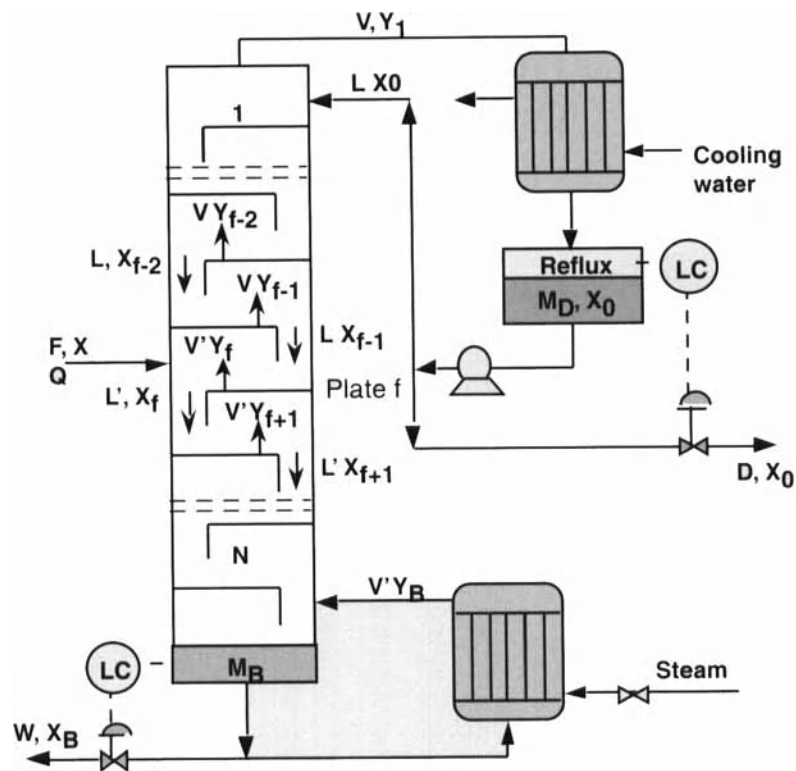 V, Y1
L X0
1
Cooling
water
V Yf-2
L, Xf-2
Reflux
LC
V Yf-1
MD, X0
F, X
Q
L Xf-1
V' Yf
Plate f
L', Xf
V' Yf+1
L' Xf+1
D, X0
N
V' YB
LC
MB
Steam
W, XB